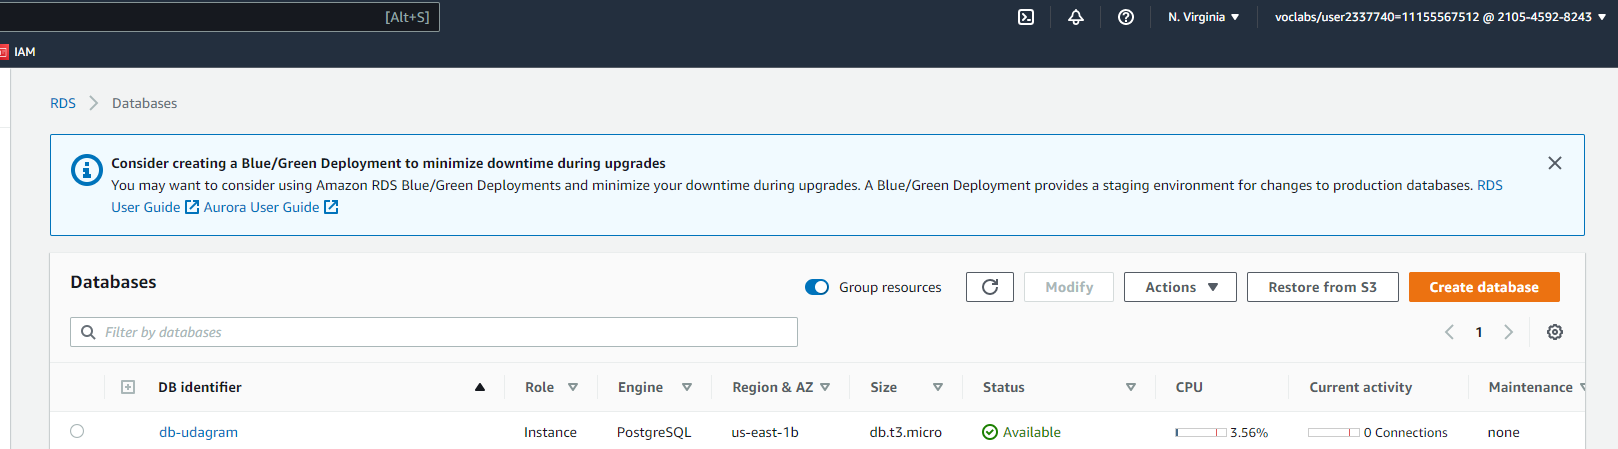 [Alt+S]
N. Virginia
voclabs/user2337740=11155567512 @ 2105-4592-8243
IAM
RDS
Databases
Consider creating a Blue/Green Deployment to minimize downtime during upgrades
You may want to consider using Amazon RDS Blue/Green Deployments and minimize your downtime during upgrades. A Blue/Green Deployment provides a staging environment for changes to production databases. RDS
User Guide Aurora User Guide
Databases
Group resources
Modify
Actions
Restore from S3
Create database
Filter by databases
1
DB identifier Role Engine Region & AZ Size Status CPU Current activity Maintenance
db-udagram Instance PostgreSQL us-east-1b db.t3.micro Available 3.56% 0 Connections none